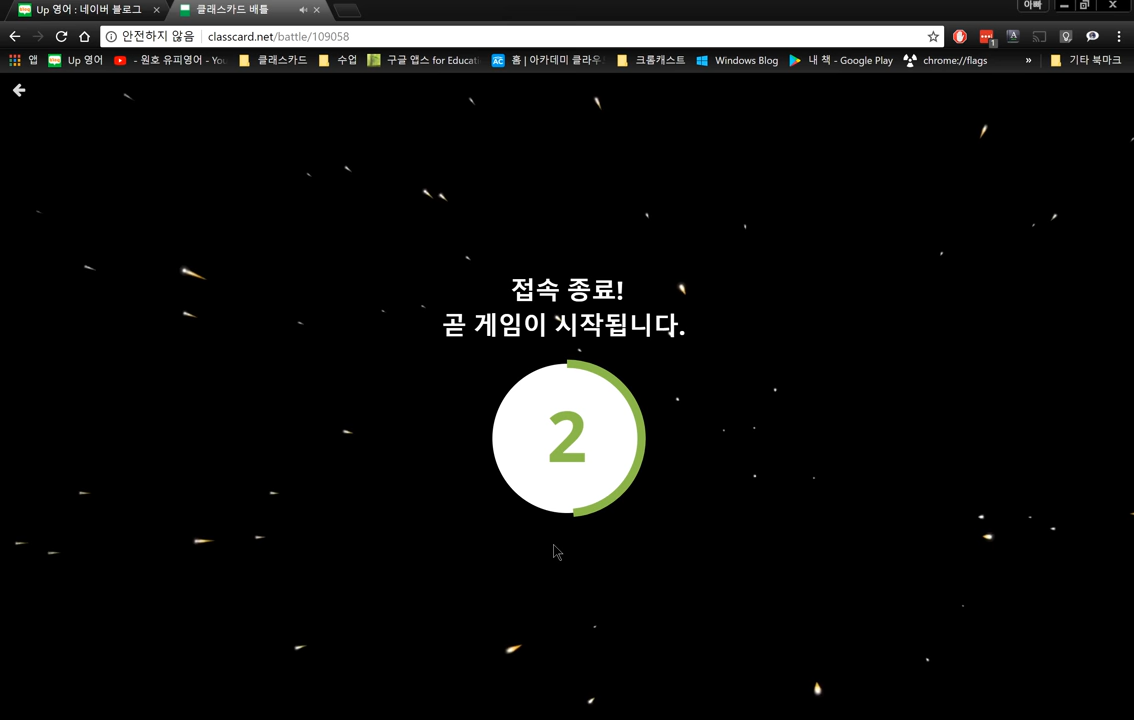 Up 영어 : 네이버 블로그
클래스카드 배틀
아빠
안전하지 않음
classcard.net/battle/109058
앱
Up 영어
- 원호 유피영어 - You
클래스카드
수업
구글 앱스 for Educati
홈 | 아카데미 클라우
크롬캐스트
Windows Blog
내 책 - Google Play
chrome://flags
»
기타 북마크
접속 종료!
곧 게임이 시작됩니다.
2